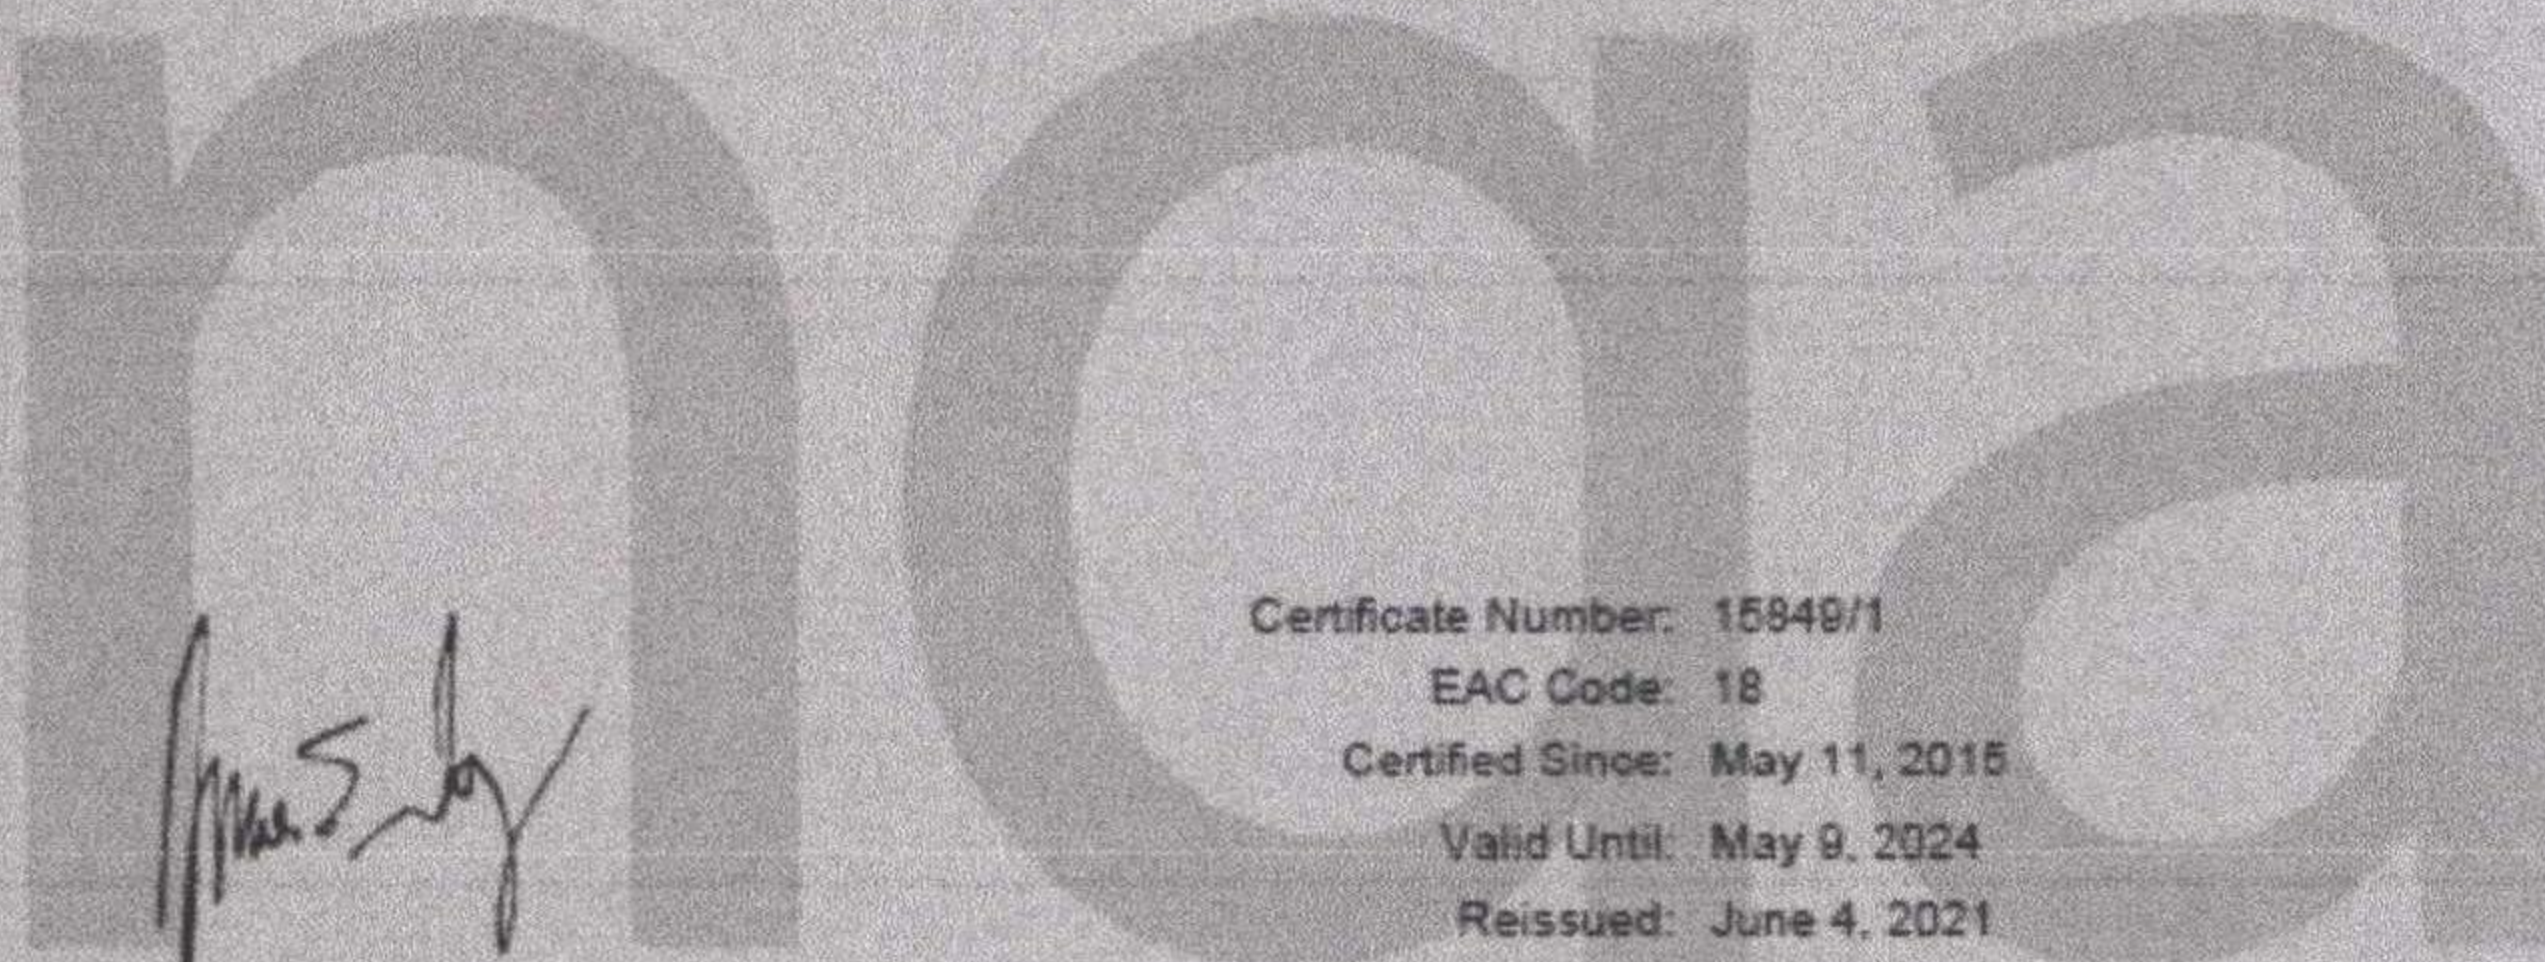 nqa
Certificate Number: 15849/1
EAC Code: 18
Certified Since: May 11, 2015
Valid Until: May 9, 2024
Reissued: June 4, 2021